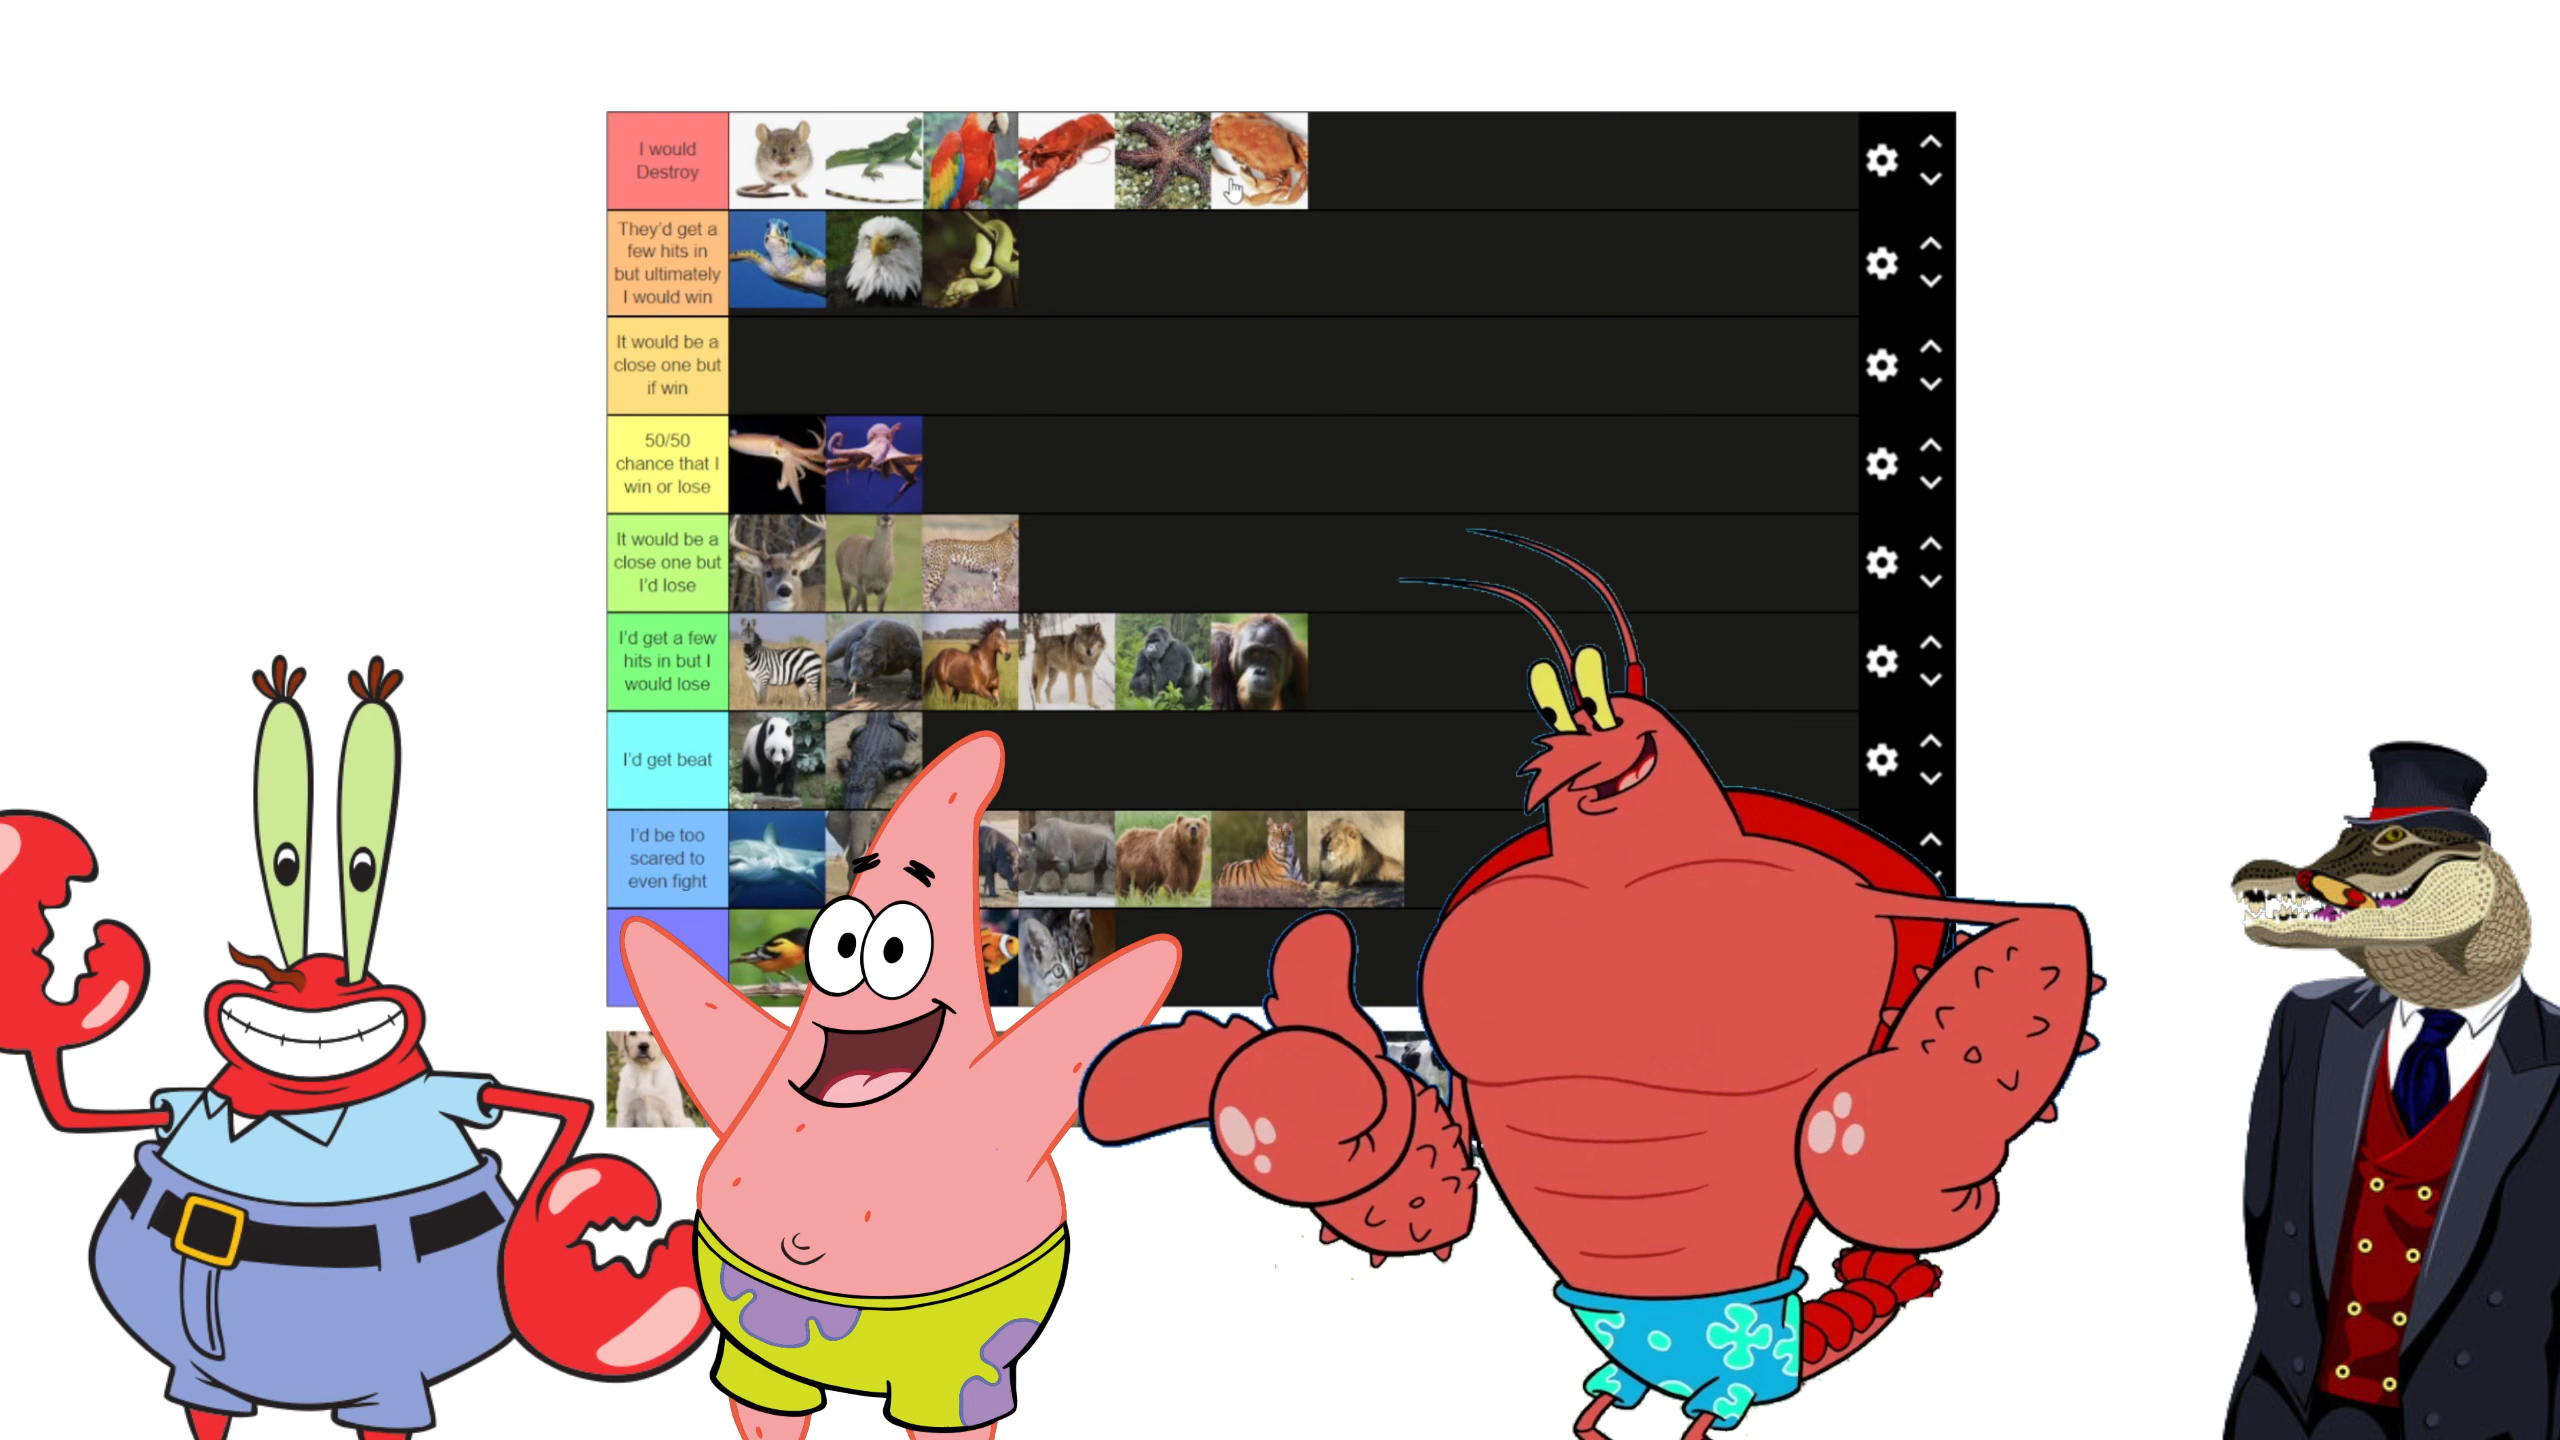 I would
Destroy
They'd get a
few hits in
but ultimately
I would win
It would be a
close one but
if win
50/50
chance that I
win or lose
It would be a
close one but
I'd lose
I'd get a few
hits in but I
would lose
I'd get beat
I'd be too
scared to
even fight